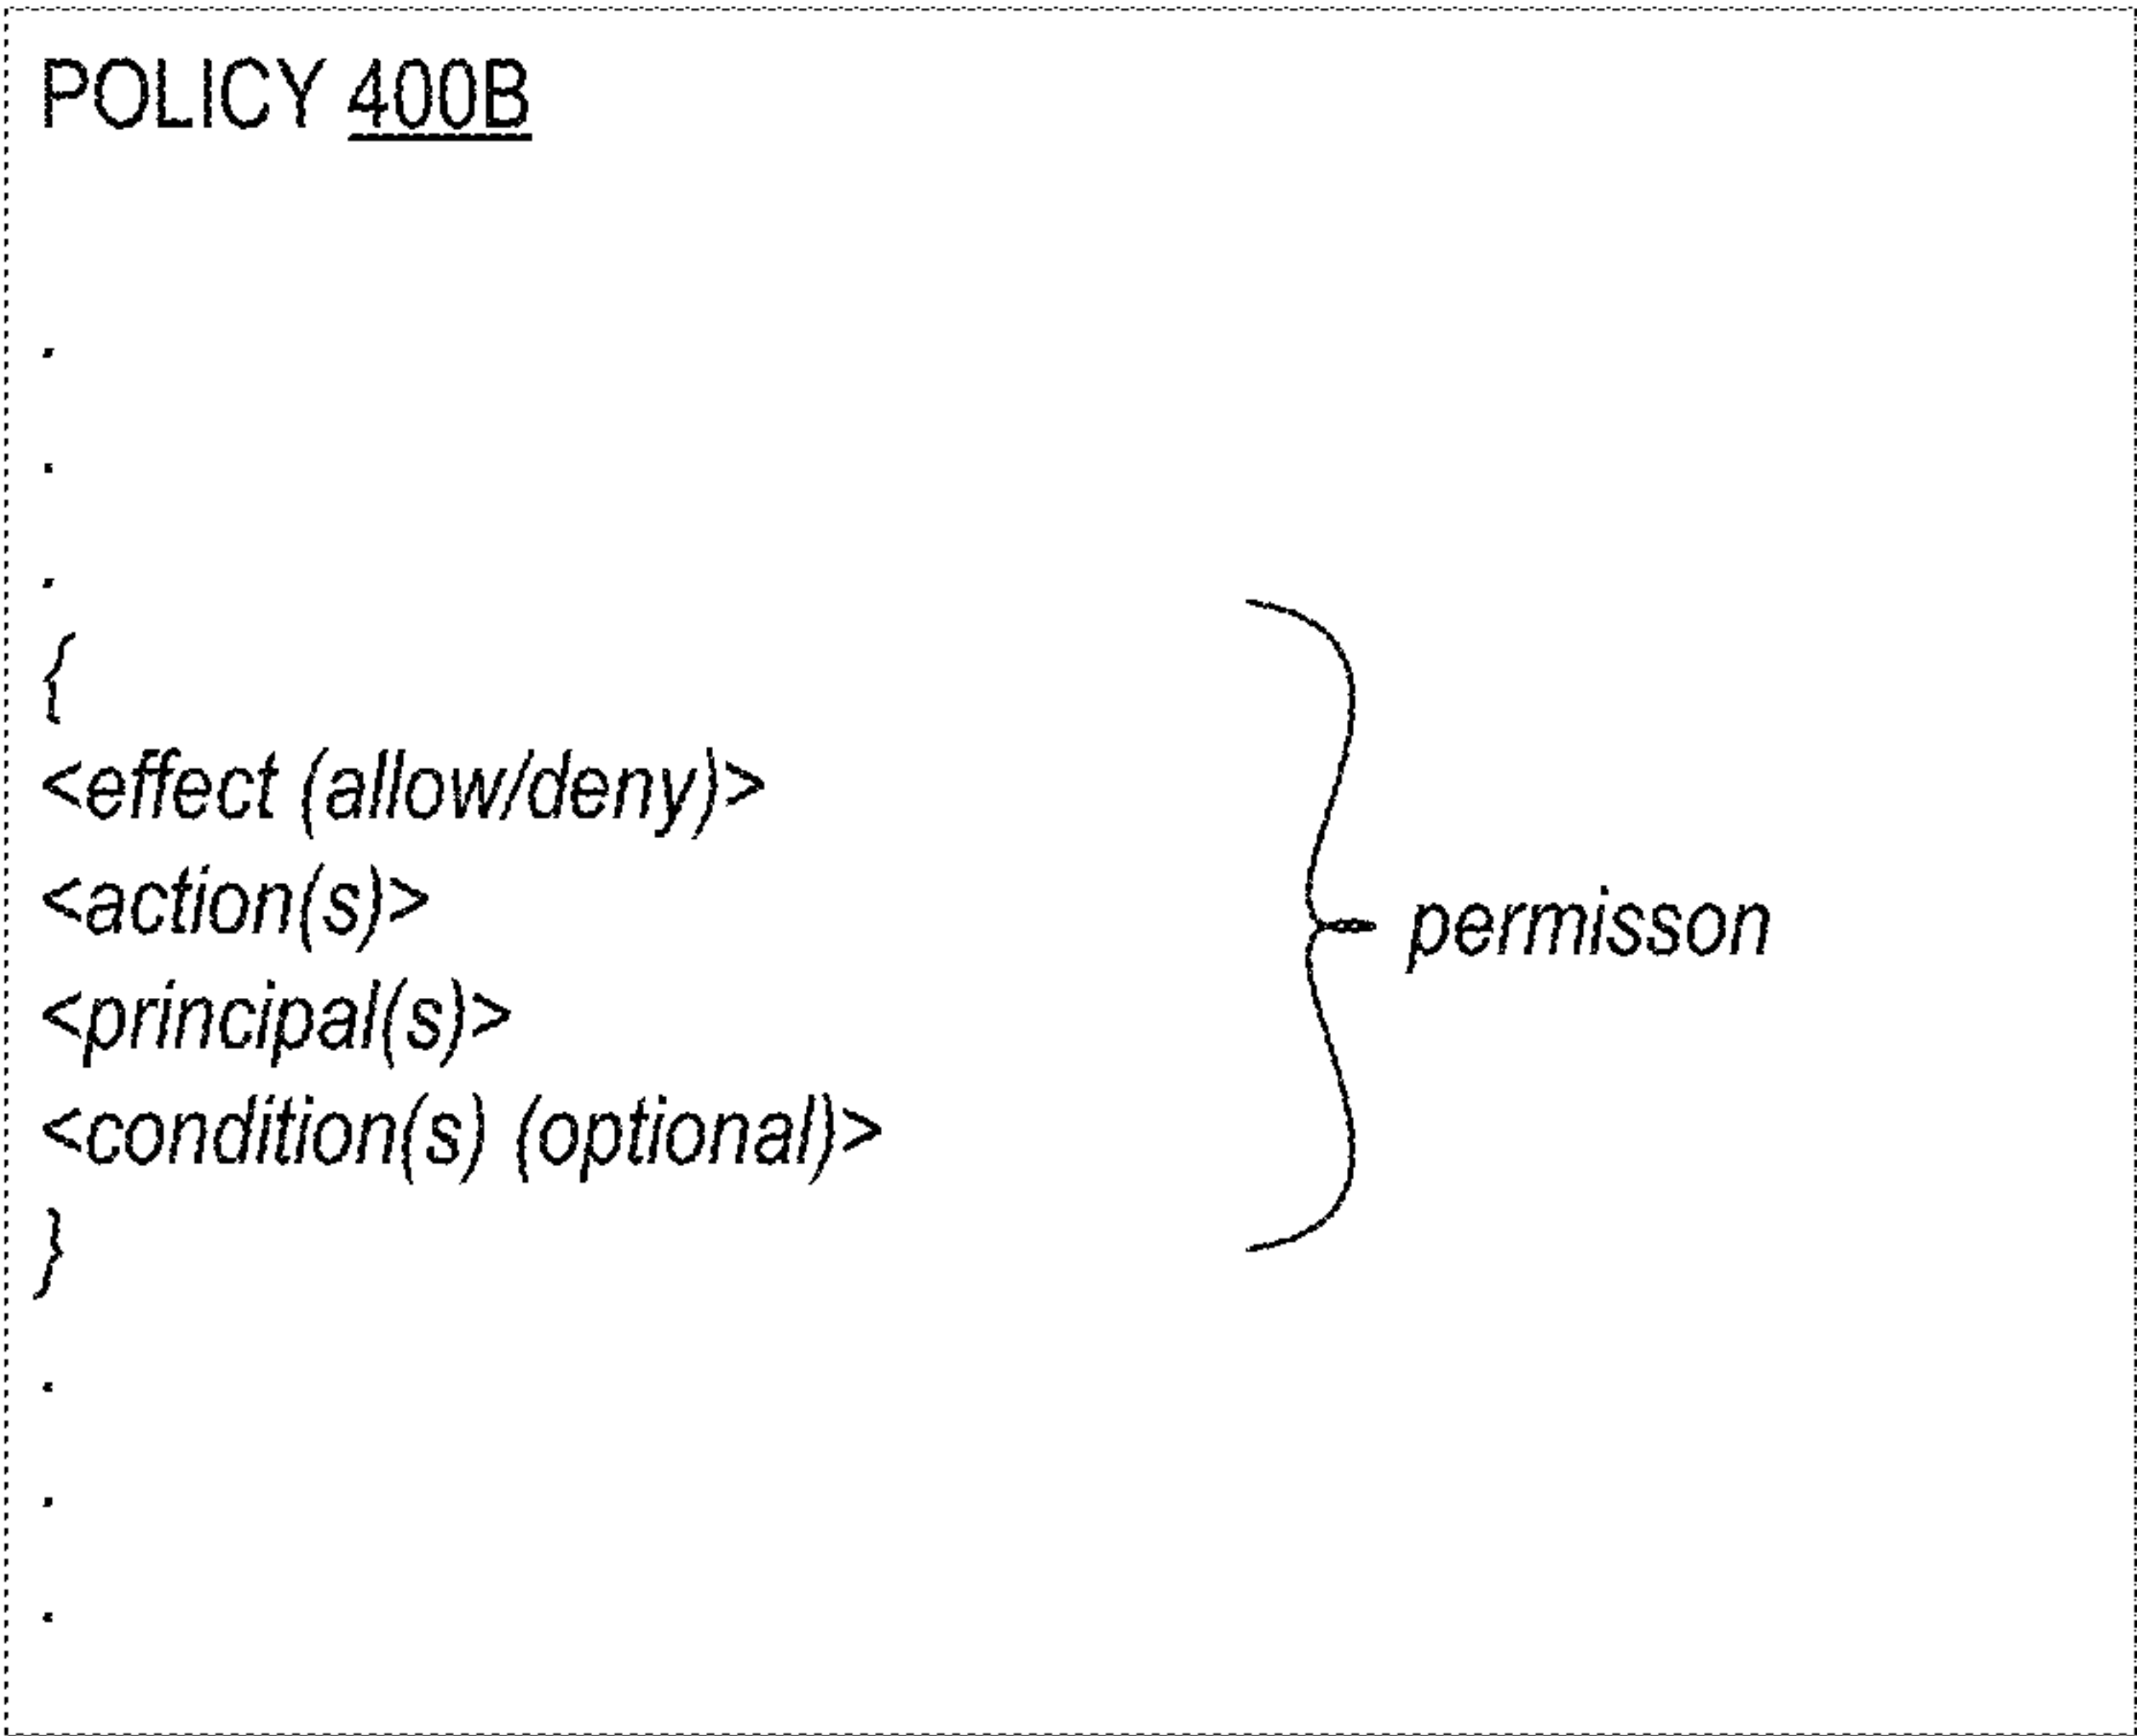 POLICY 400B
.
.
.
{
<effect (allow/deny)>
<action(s)>
<principal(s)>
<condition(s) (optional)>
}
permisson
.
.
.